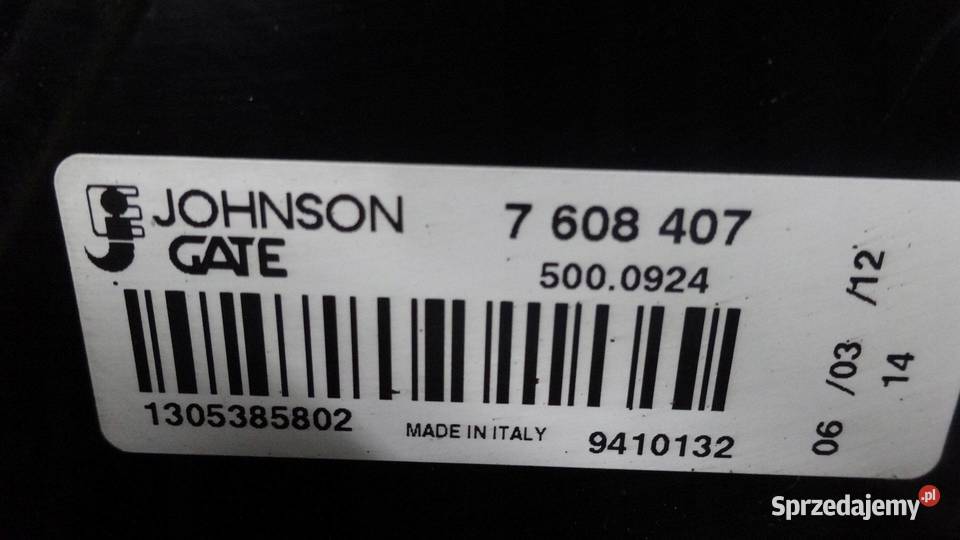 JOHNSON
GATE
7 608 407
500.0924
1305385802
MADE IN ITALY
9410132
06 /03 /12
14
Sprzedajemy.pl